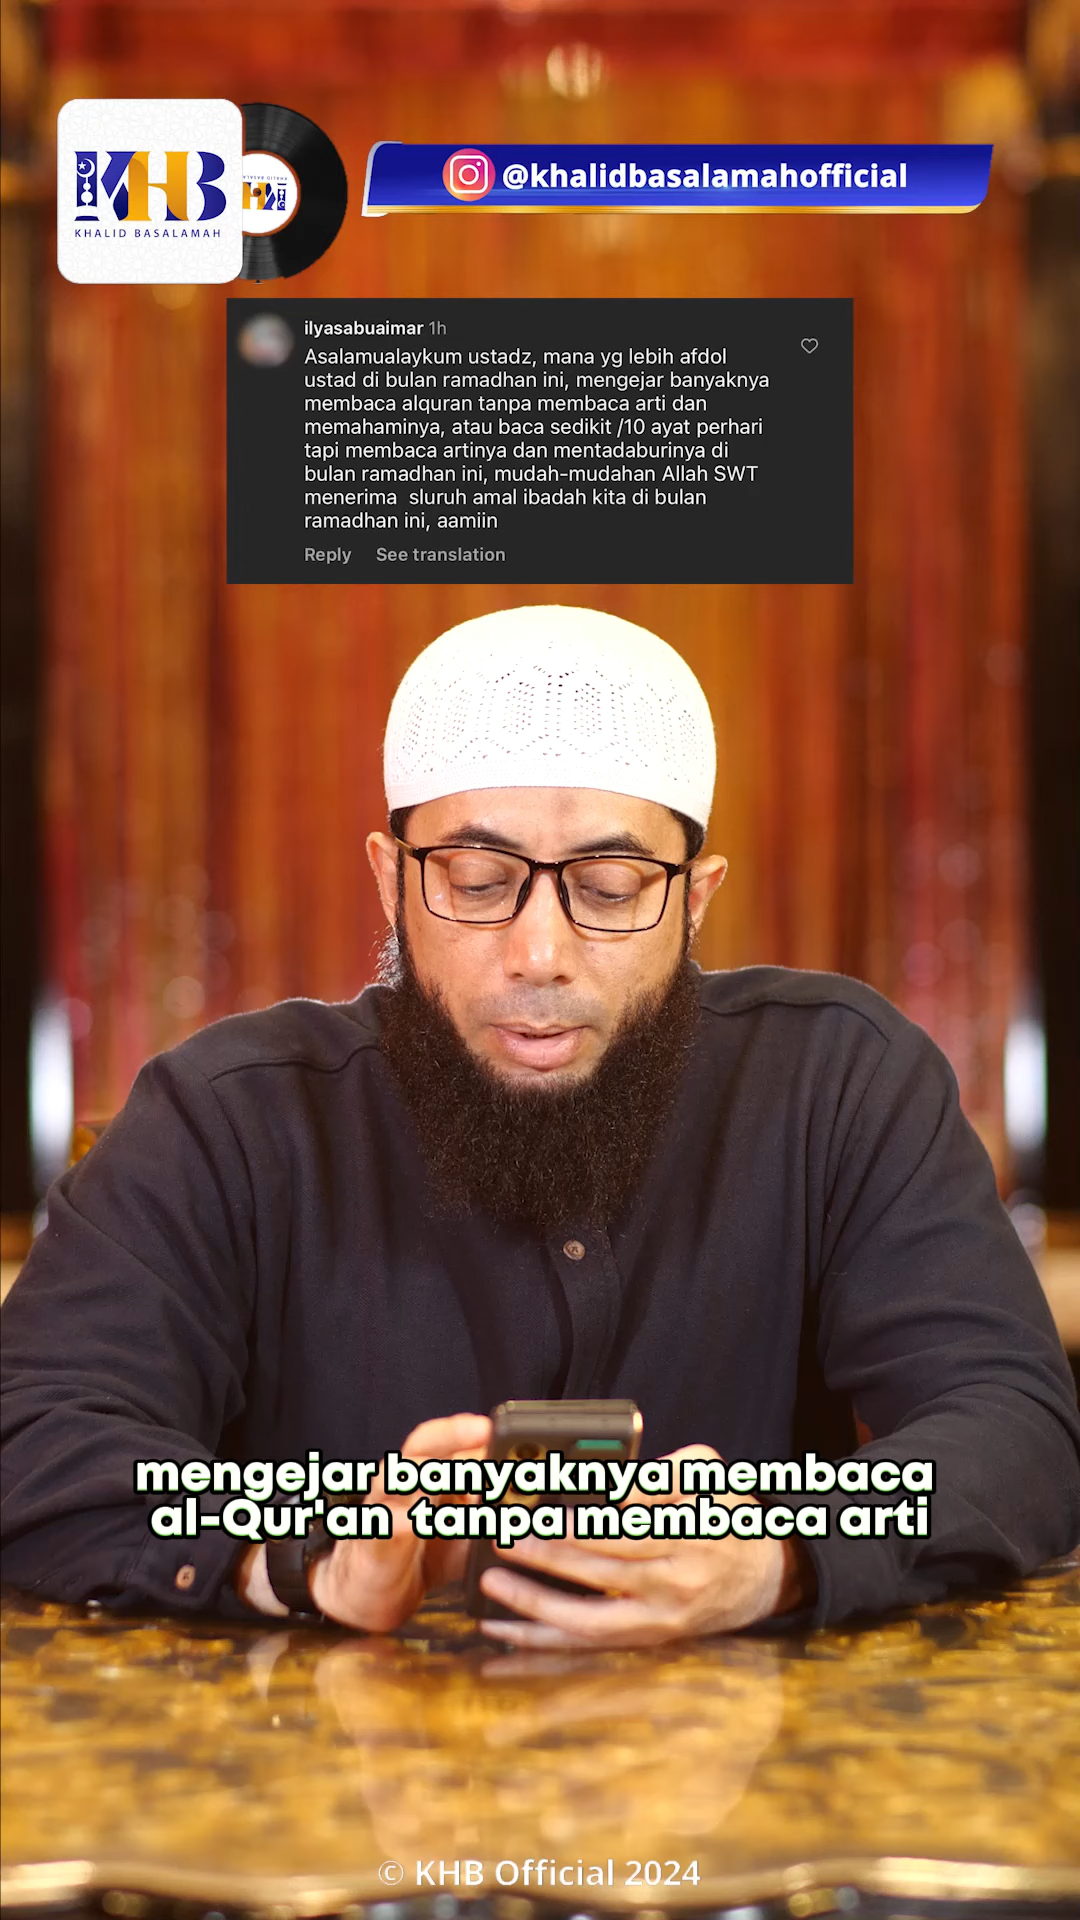 KHB
KHALID BASALAMAH
@khalidbasalamahofficial
ilyasabuaimar 1h
Asalamualaykum ustadz, mana yg lebih afdol
ustad di bulan ramadhan ini, mengejar banyaknya
membaca alquran tanpa membaca arti dan
memahaminya, atau baca sedikit /10 ayat perhari
tapi membaca artinya dan mentadaburinya di
bulan ramadhan ini, mudah-mudahan Allah SWT
menerima  sluruh amal ibadah kita di bulan
ramadhan ini, aamiin
Reply See translation
mengejar banyaknya membaca
al-Qur'an  tanpa membaca arti
© KHB Official 2024